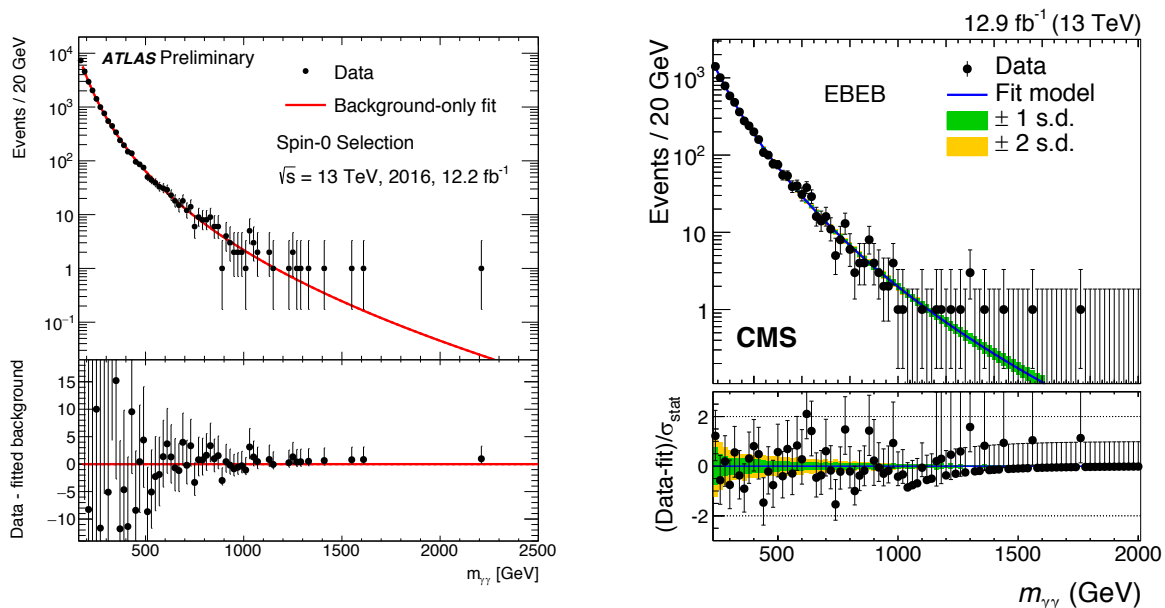 ATLAS Preliminary
Data
Background-only fit
Spin-0 Selection
√s = 13 TeV, 2016, 12.2 fb⁻¹
Events / 20 GeV
10⁴
10³
10²
10
1
10⁻¹
Data - fitted background
15
10
5
0
−5
−10
500 1000 1500 2000 2500
m_γγ [GeV]
12.9 fb⁻¹ (13 TeV)
EBEB
Data
Fit model
± 1 s.d.
± 2 s.d.
Events / 20 GeV
10³
10²
10
1
CMS
(Data-fit)/σ_stat
2
0
-2
500 1000 1500 2000
m_γγ (GeV)